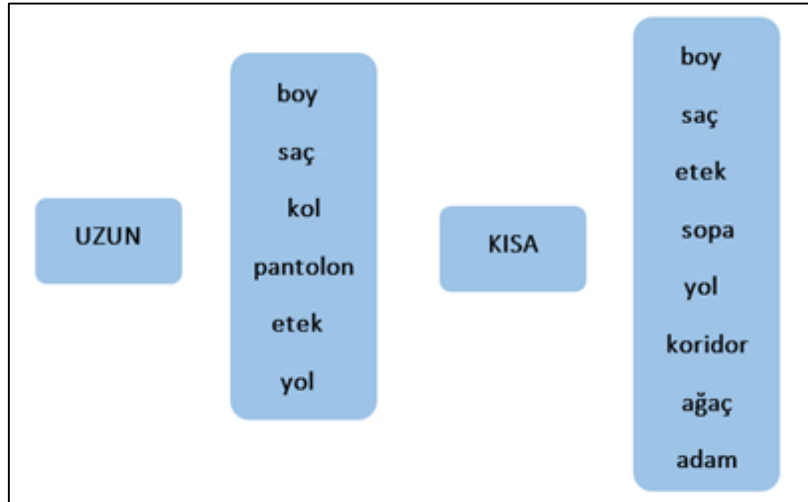 UZUN
boy
saç
kol
pantolon
etek
yol
KISA
boy
saç
etek
sopa
yol
koridor
ağaç
adam